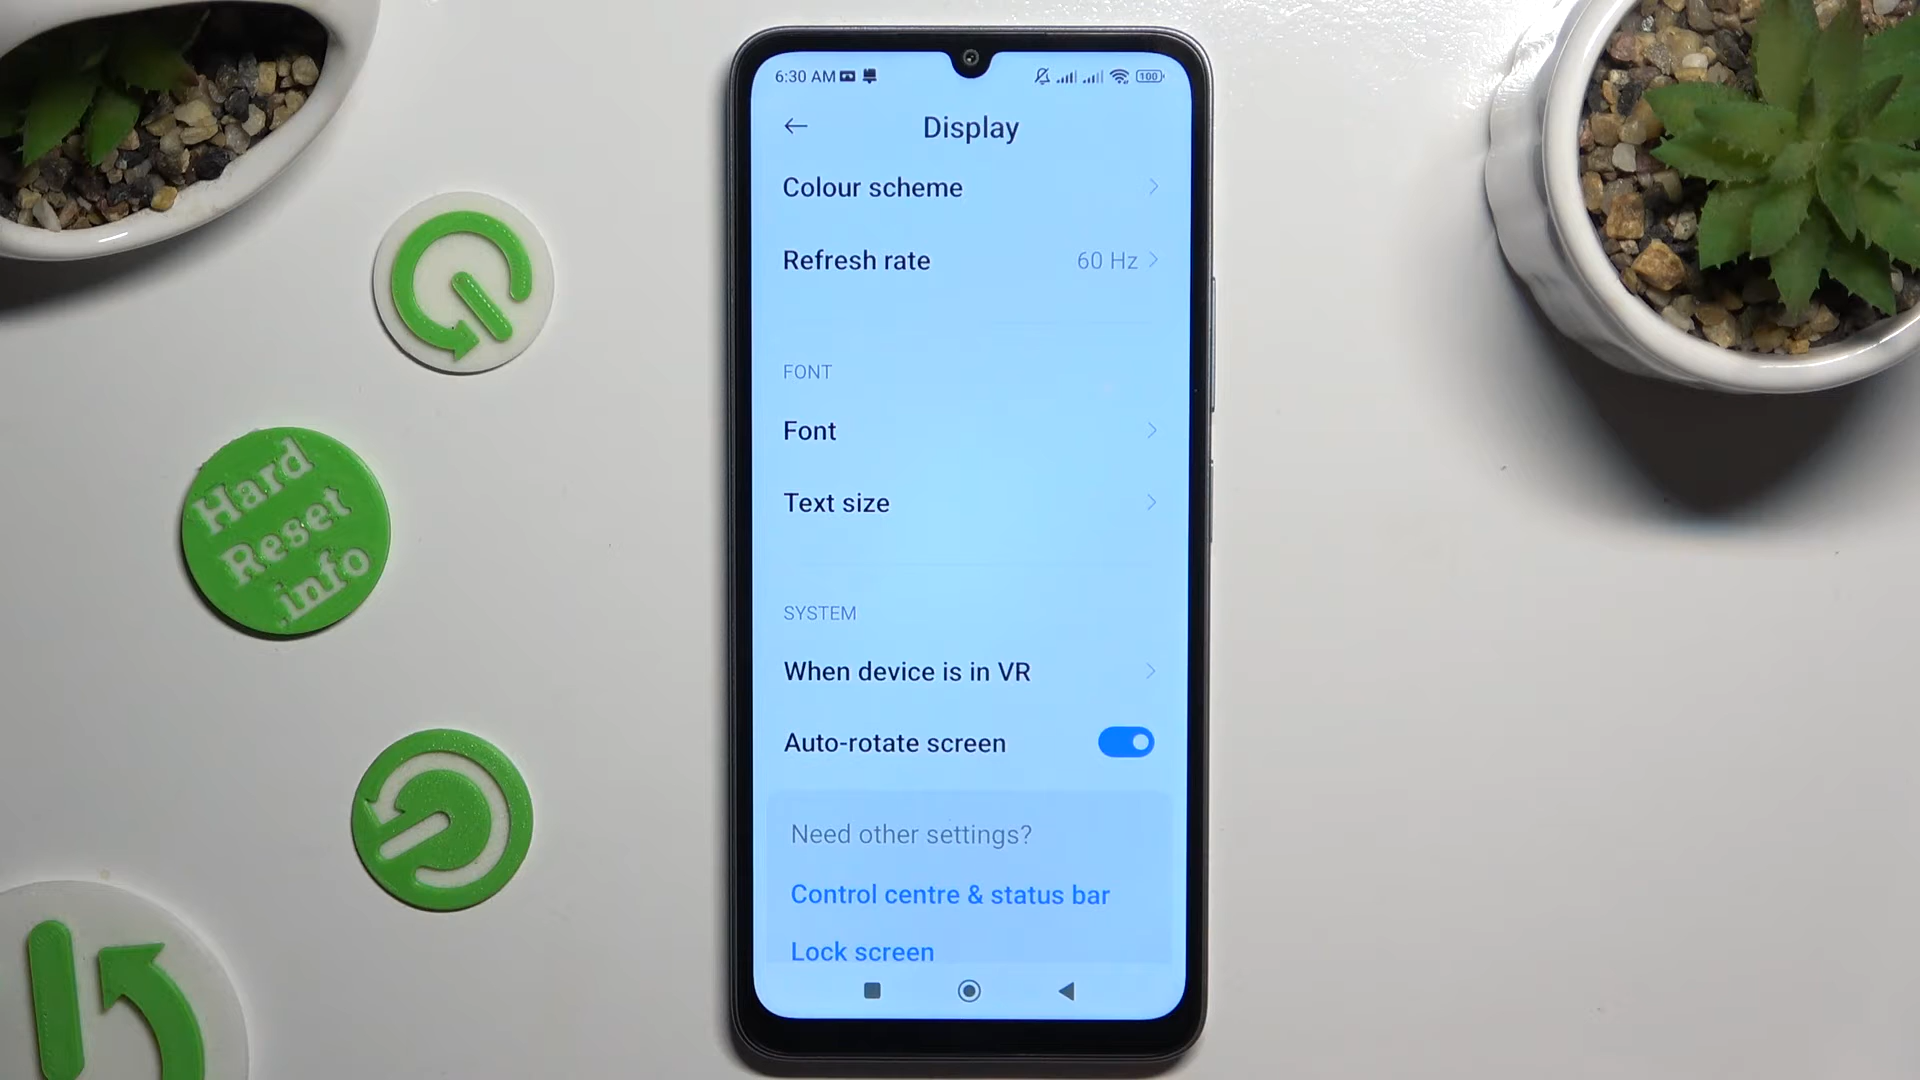 6:30 AM
100
Display
Colour scheme
Refresh rate 60 Hz
FONT
Font
Text size
SYSTEM
When device is in VR
Auto-rotate screen
Need other settings?
Control centre & status bar
Lock screen
Hard
Reset
.info